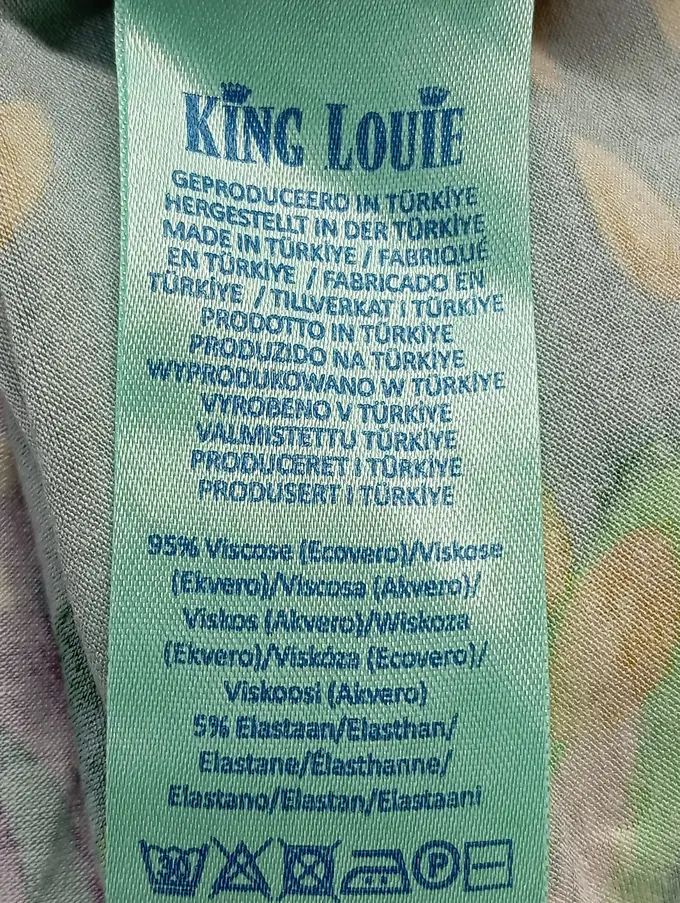 KING LOUIE
GEPRODUCEERD IN TÜRKİYE
HERGESTELLT IN DER TÜRKİYE
MADE IN TÜRKİYE / FABRIQUÉ
EN TÜRKİYE / FABRICADO EN
TÜRKİYE / TILLVERKAT I TÜRKİYE
PRODOTTO IN TÜRKİYE
PRODUZIDO NA TÜRKİYE
WYPRODUKOWANO W TÜRKİYE
VYROBENO V TÜRKİYE
VALMISTETTU TÜRKİYE
PRODUCERET I TÜRKİYE
PRODUSERT I TÜRKİYE
95% Viscose (Ecovero)/Viskose
(Ekvero)/Viscosa (Akvero)/
Viskos (Akvero)/Wiskoza
(Ekvero)/Viskóza (Ecovero)/
Viskoosi (Akvero)
5% Elastaan/Elasthan/
Elastane/Élasthanne/
Elastano/Elastan/Elastaani
30 P